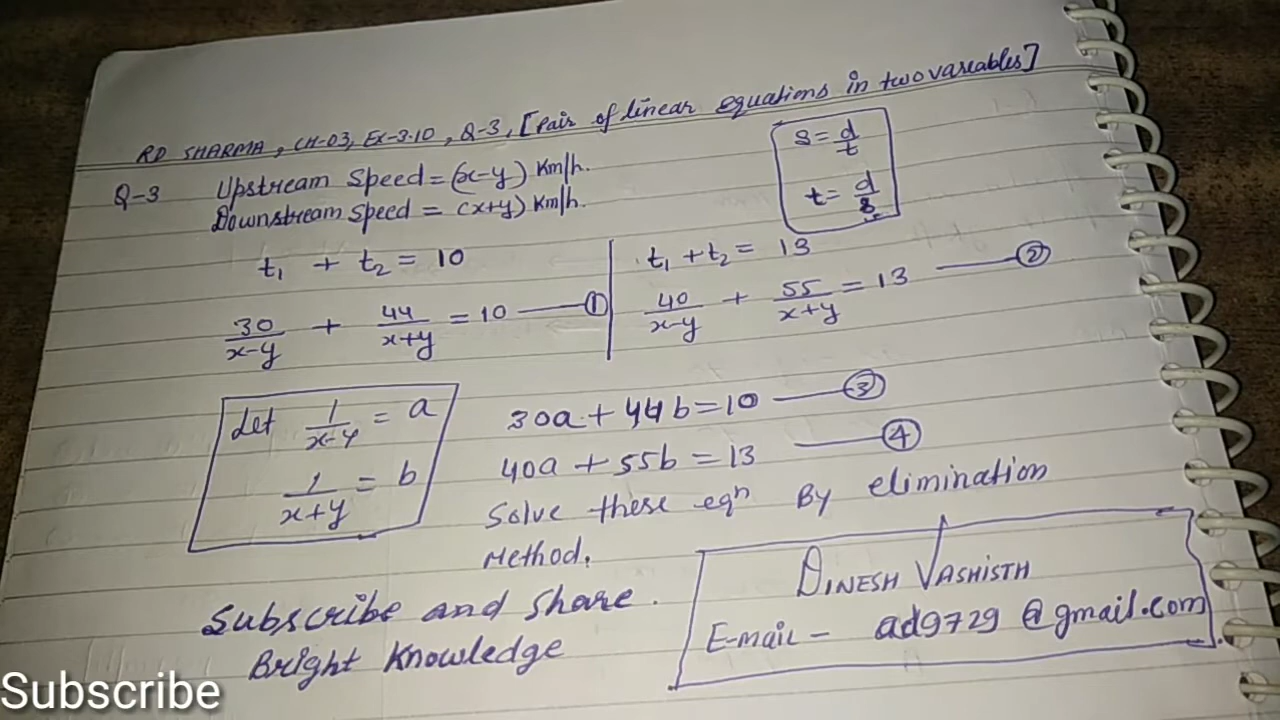 RD SHARMA, CH-03, Ex-3.10, Q-3, [Pair of linear equations in two variables]
Q-3 Upstream Speed = (x-y) Km/h.
Downstream Speed = (x+y) Km/h.
S = d/t
t = d/s
t₁ + t₂ = 10
30/(x-y) + 44/(x+y) = 10 — ①
t₁ + t₂ = 13
40/(x-y) + 55/(x+y) = 13 — ②
Let 1/(x-y) = a
1/(x+y) = b
30a + 44b = 10 — ③
40a + 55b = 13 — ④
Solve these eqⁿ By elimination
Method.
Subscribe and Share.
Bright Knowledge
DINESH VASHISTH
E-mail - ad9729@gmail.com
Subscribe